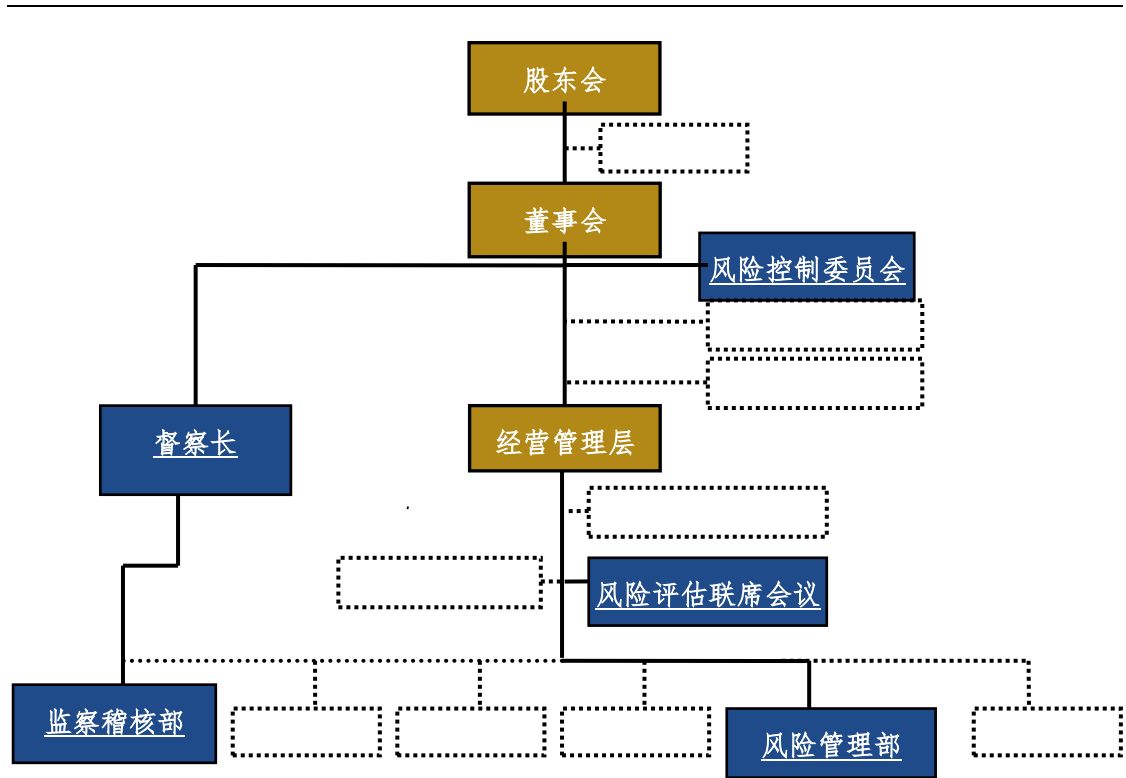 股东会
董事会
风险控制委员会
督察长
经营管理层
风险评估联席会议
监察稽核部
风险管理部